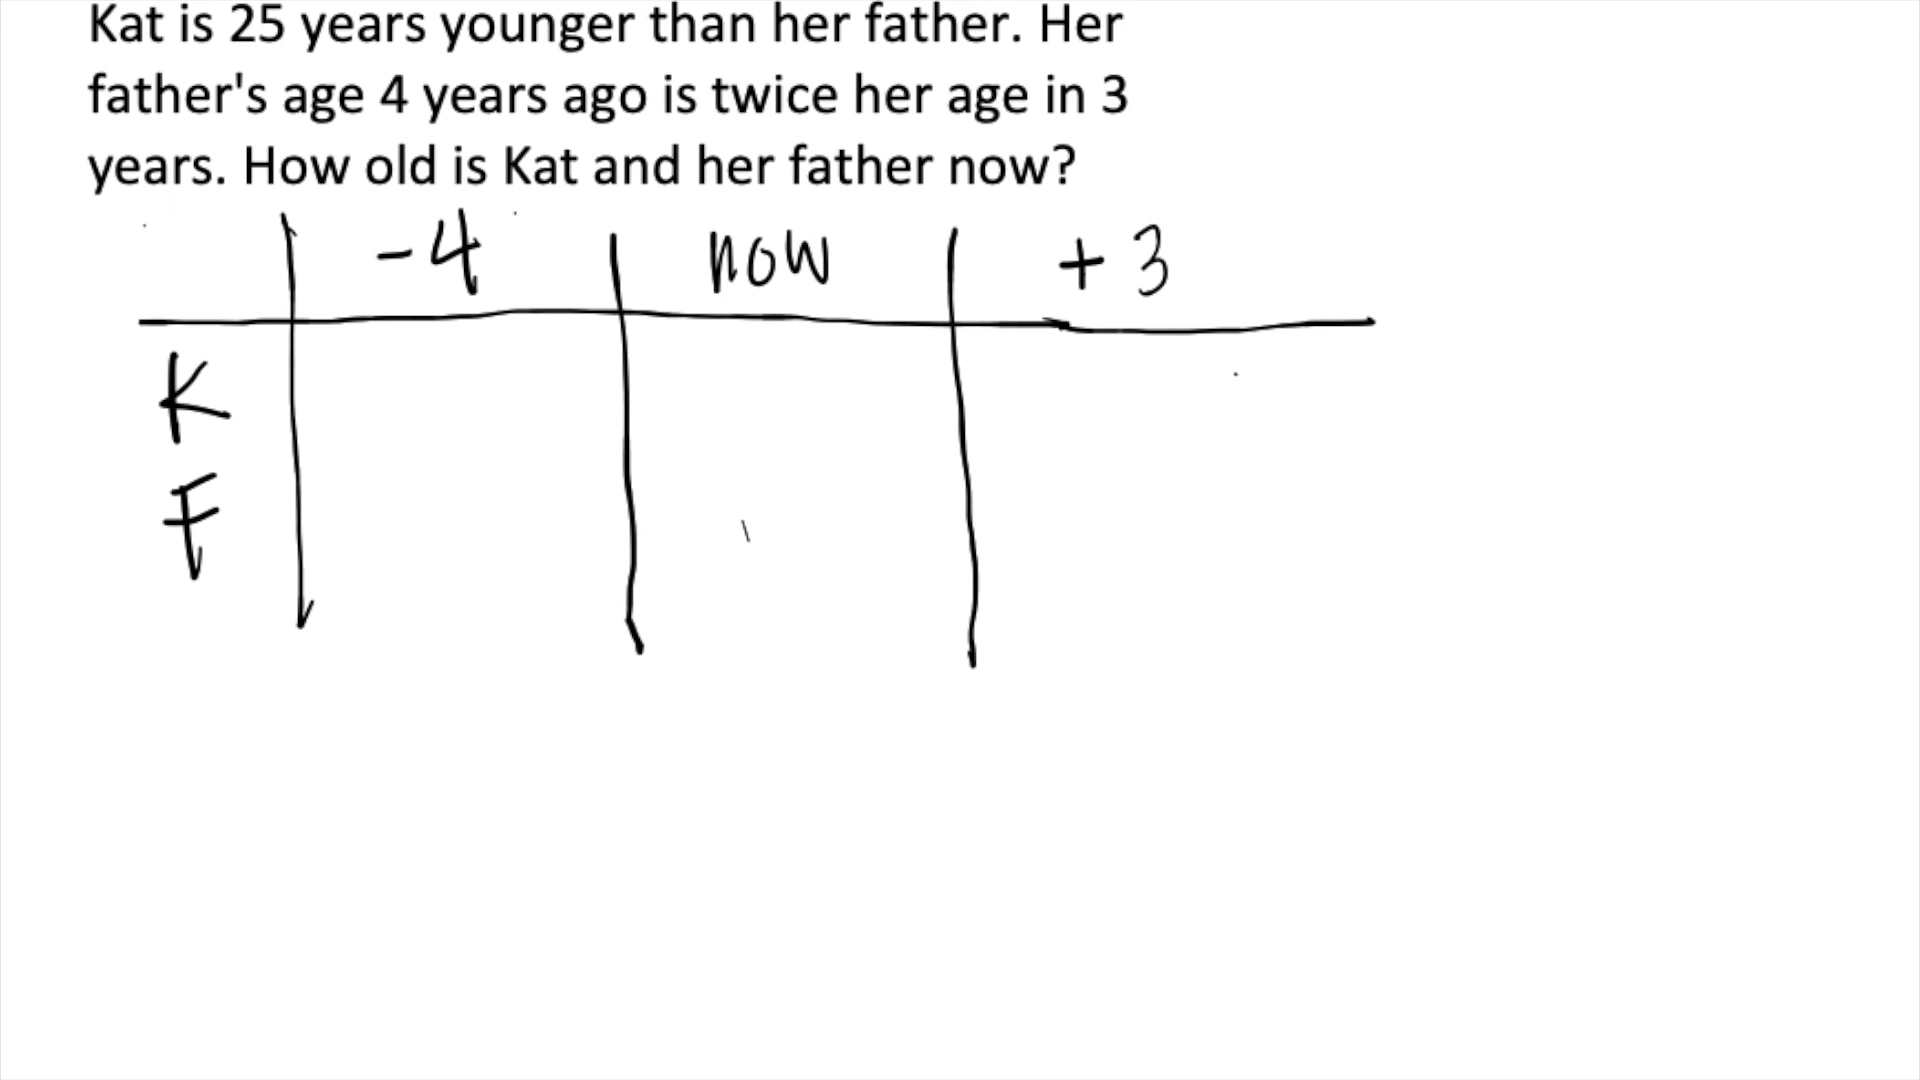 Kat is 25 years younger than her father. Her
father's age 4 years ago is twice her age in 3
years. How old is Kat and her father now?
-4 now +3
K
F